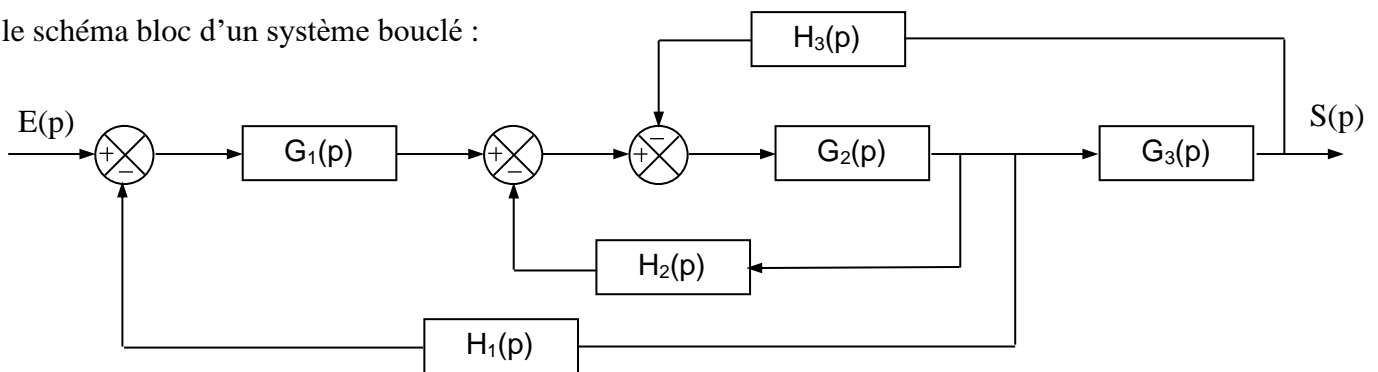 le schéma bloc d’un système bouclé :
H₃(p)
E(p)
S(p)
+
−
G₁(p)
+
−
+
−
G₂(p)
G₃(p)
H₂(p)
H₁(p)